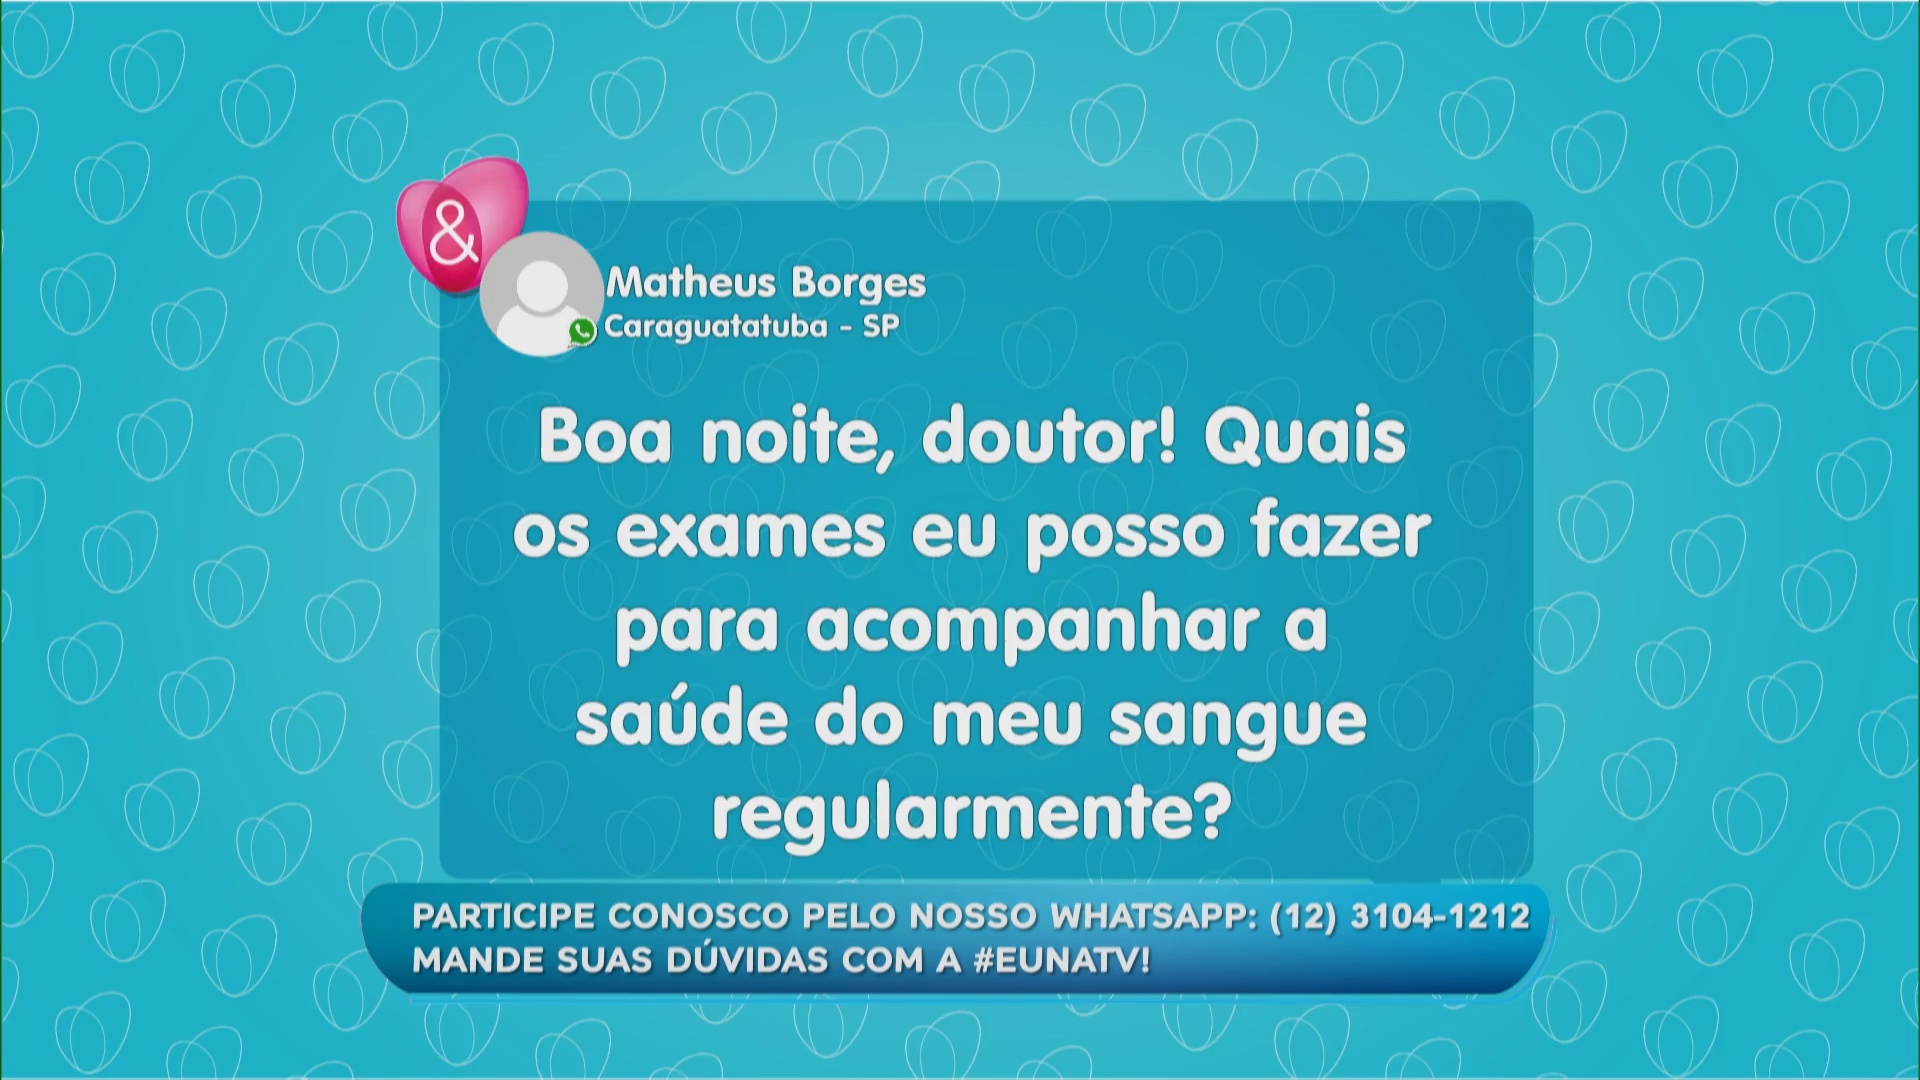 &
Matheus Borges
Caraguatatuba - SP
Boa noite, doutor! Quais
os exames eu posso fazer
para acompanhar a
saúde do meu sangue
regularmente?
PARTICIPE CONOSCO PELO NOSSO WHATSAPP: (12) 3104-1212
MANDE SUAS DÚVIDAS COM A #EUNATV!